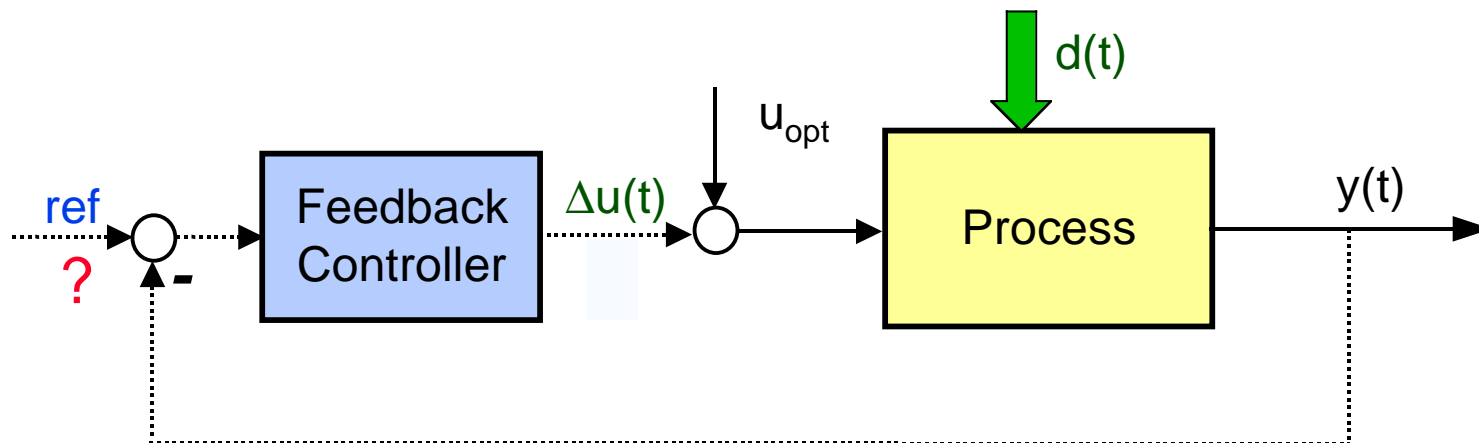 d(t)
u_opt
ref
?
-
Feedback
Controller
Δu(t)
Process
y(t)